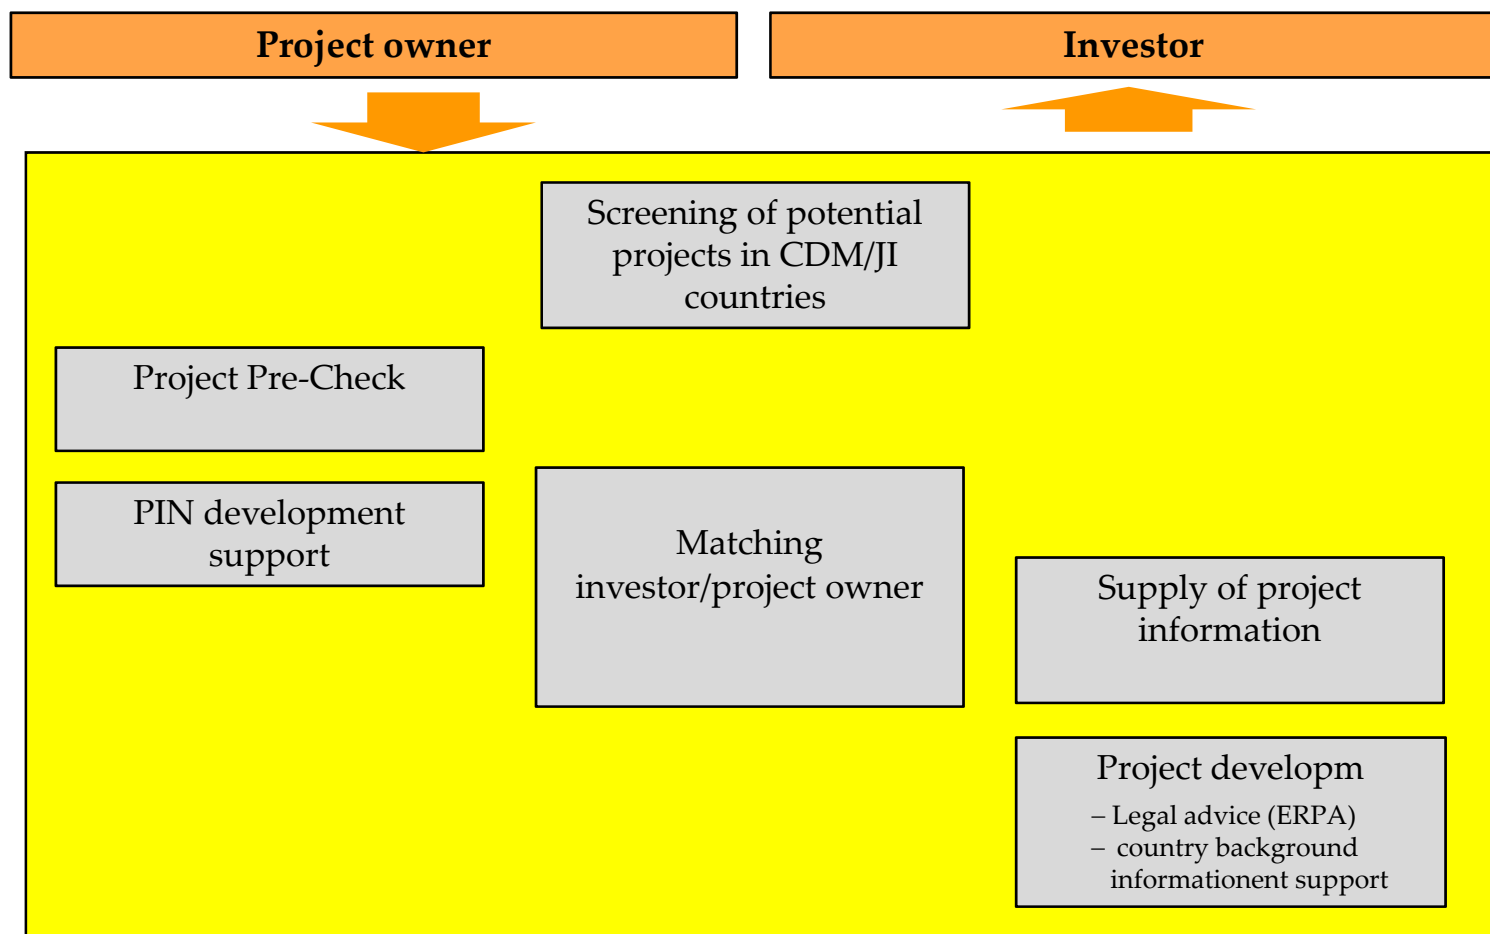 Project owner
Investor
Screening of potential
projects in CDM/JI
countries
Project Pre-Check
PIN development
support
Matching
investor/project owner
Supply of project
information
Project developm
– Legal advice (ERPA)
– country background
informationent support